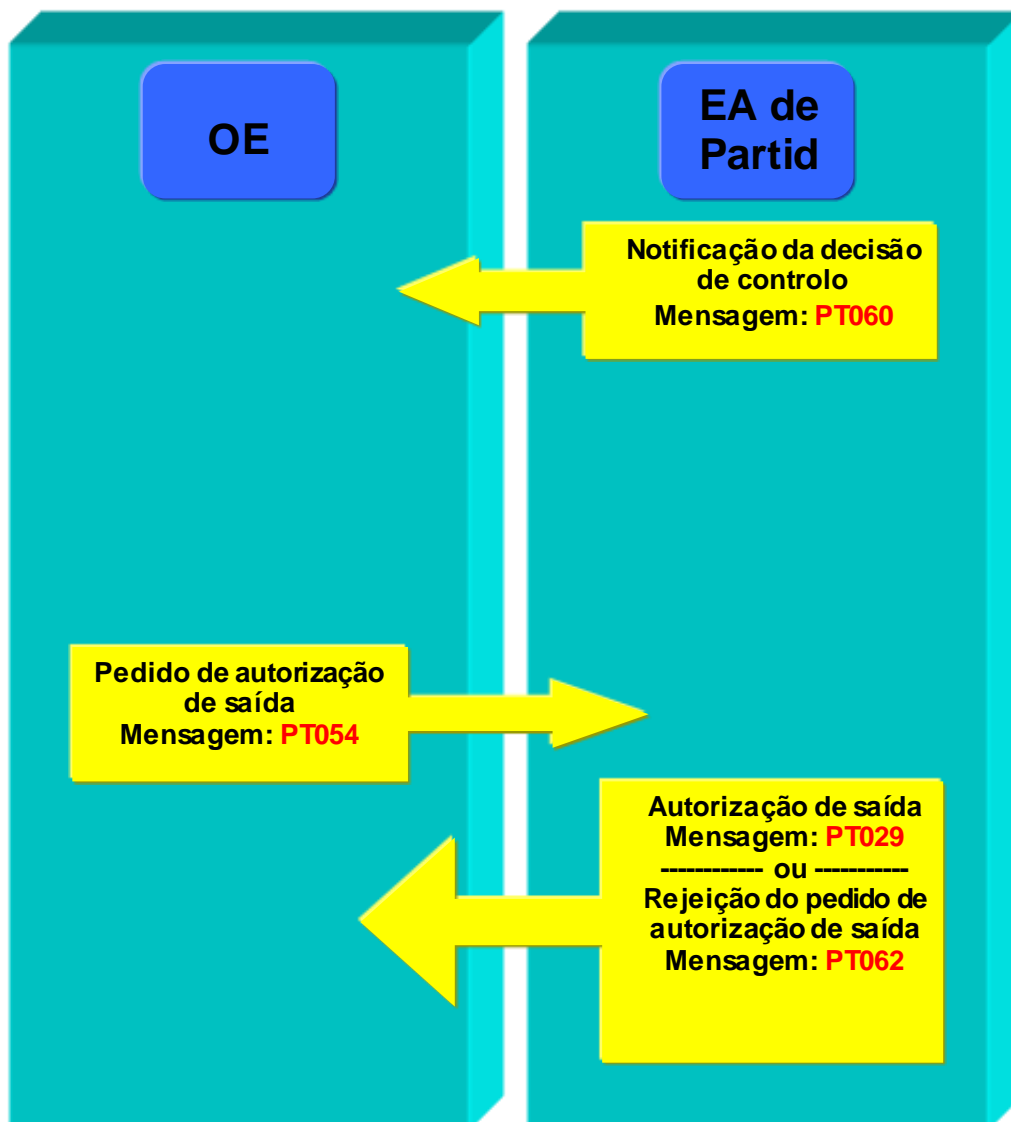 OE
EA de
Partid
Notificação da decisão
de controlo
Mensagem: PT060
Pedido de autorização
de saída
Mensagem: PT054
Autorização de saída
Mensagem: PT029
------------ ou -----------
Rejeição do pedido de
autorização de saída
Mensagem: PT062